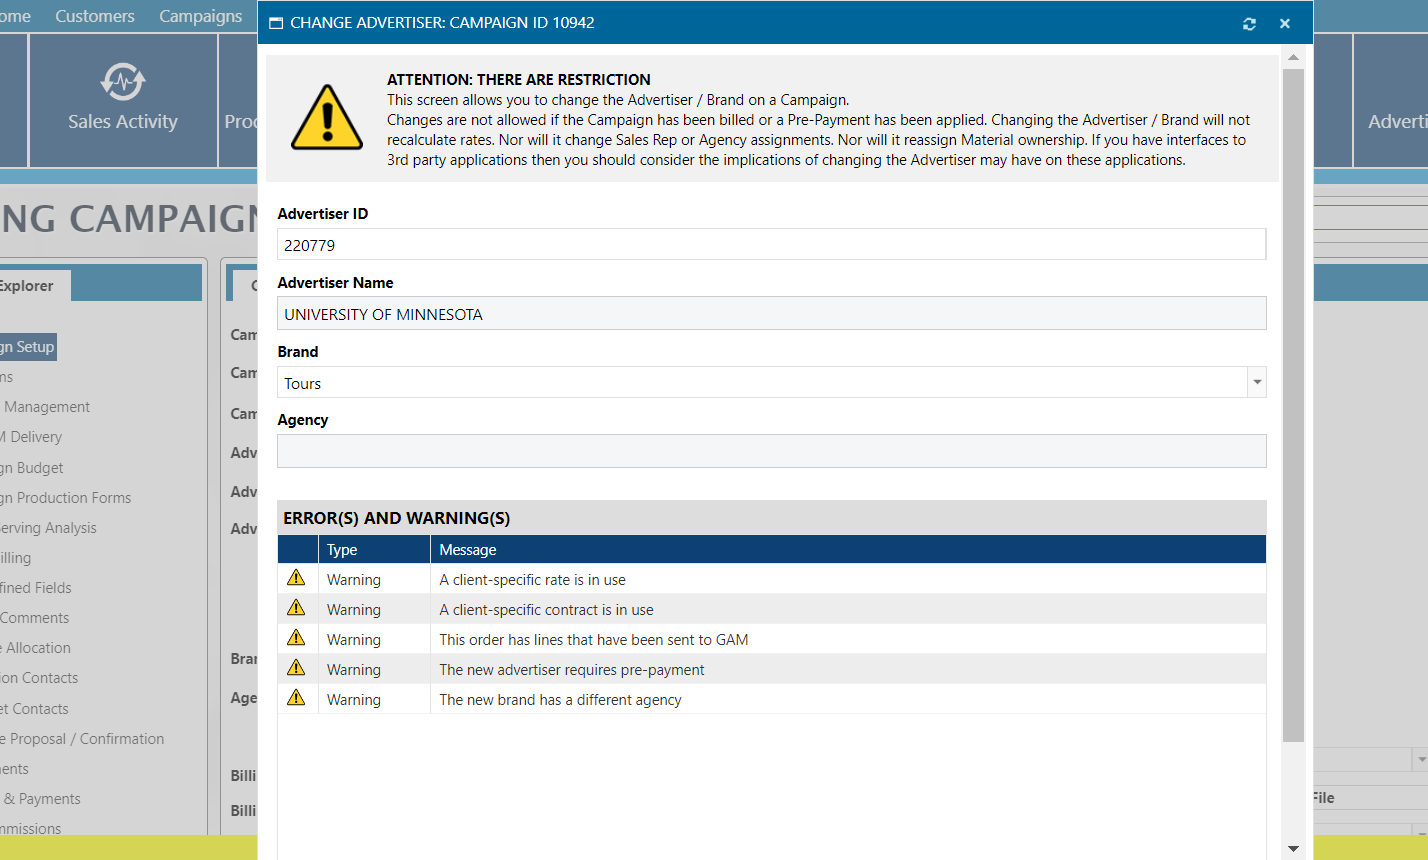 ome Customers Campaigns
CHANGE ADVERTISER: CAMPAIGN ID 10942
Sales Activity
Proc
Adverti
ATTENTION: THERE ARE RESTRICTION
This screen allows you to change the Advertiser / Brand on a Campaign.
Changes are not allowed if the Campaign has been billed or a Pre-Payment has been applied. Changing the Advertiser / Brand will not
recalculate rates. Nor will it change Sales Rep or Agency assignments. Nor will it reassign Material ownership. If you have interfaces to
3rd party applications then you should consider the implications of changing the Advertiser may have on these applications.
NG CAMPAIGN
Explorer
gn Setup
ms
Management
M Delivery
gn Budget
gn Production Forms
Serving Analysis
illing
fined Fields
Comments
e Allocation
ion Contacts
et Contacts
e Proposal / Confirmation
ents
& Payments
mmissions
C
Cam
Cam
Cam
Adv
Adv
Adv
Bran
Age
Billi
Billi
Advertiser ID
220779
Advertiser Name
UNIVERSITY OF MINNESOTA
Brand
Tours
Agency
ERROR(S) AND WARNING(S)
Type Message
Warning A client-specific rate is in use
Warning A client-specific contract is in use
Warning This order has lines that have been sent to GAM
Warning The new advertiser requires pre-payment
Warning The new brand has a different agency
File